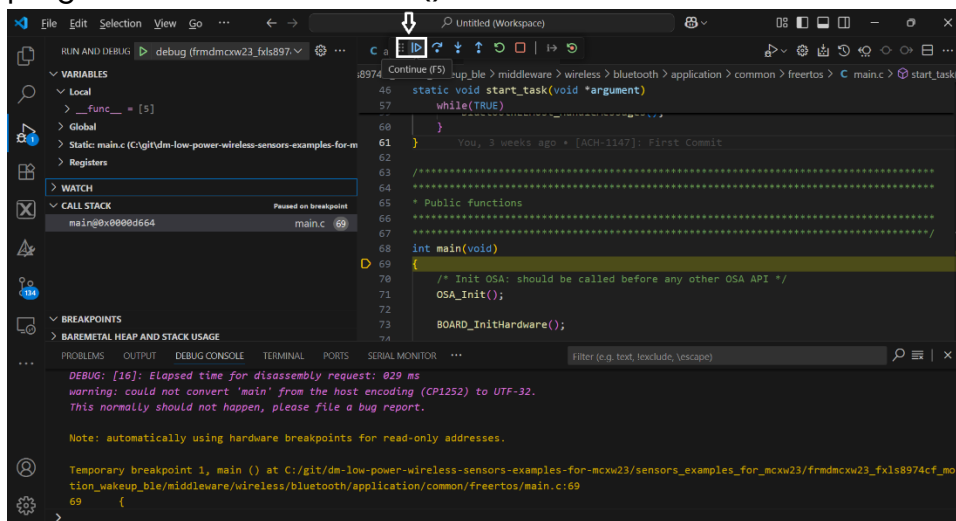 File Edit Selection View Go ··· Untitled (Workspace)
RUN AND DEBUG debug (frmdmcxw23_fxls897 ···
Continue (F5)
eup_ble > middleware > wireless > bluetooth > application > common > freertos > C main.c > start_task
VARIABLES
Local
__func__ = [5]
Global
Static: main.c (C:\git\dm-low-power-wireless-sensors-examples-for-m
Registers
WATCH
CALL STACK Paused on breakpoint
main@0x0000d664 main.c 69
BREAKPOINTS
BAREMETAL HEAP AND STACK USAGE
1
134
46 static void start_task(void *argument)
57 while(TRUE)
60 }
61 } You, 3 weeks ago • [ACH-1147]: First Commit
62
63 /*******************************************************************
64 ********************************************************************
65 * Public functions
66 ********************************************************************
67 *******************************************************************/
68 int main(void)
69 {
70 /* Init OSA: should be called before any other OSA API */
71 OSA_Init();
72
73 BOARD_InitHardware();
74
PROBLEMS OUTPUT DEBUG CONSOLE TERMINAL PORTS SERIAL MONITOR ··· Filter (e.g. text, !exclude, \escape)
DEBUG: [16]: Elapsed time for disassembly request: 029 ms
warning: could not convert 'main' from the host encoding (CP1252) to UTF-32.
This normally should not happen, please file a bug report.
Note: automatically using hardware breakpoints for read-only addresses.
Temporary breakpoint 1, main () at C:/git/dm-low-power-wireless-sensors-examples-for-mcxw23/sensors_examples_for_mcxw23/frmdmcxw23_fxls8974cf_mo
tion_wakeup_ble/middleware/wireless/bluetooth/application/common/freertos/main.c:69
69 {
>